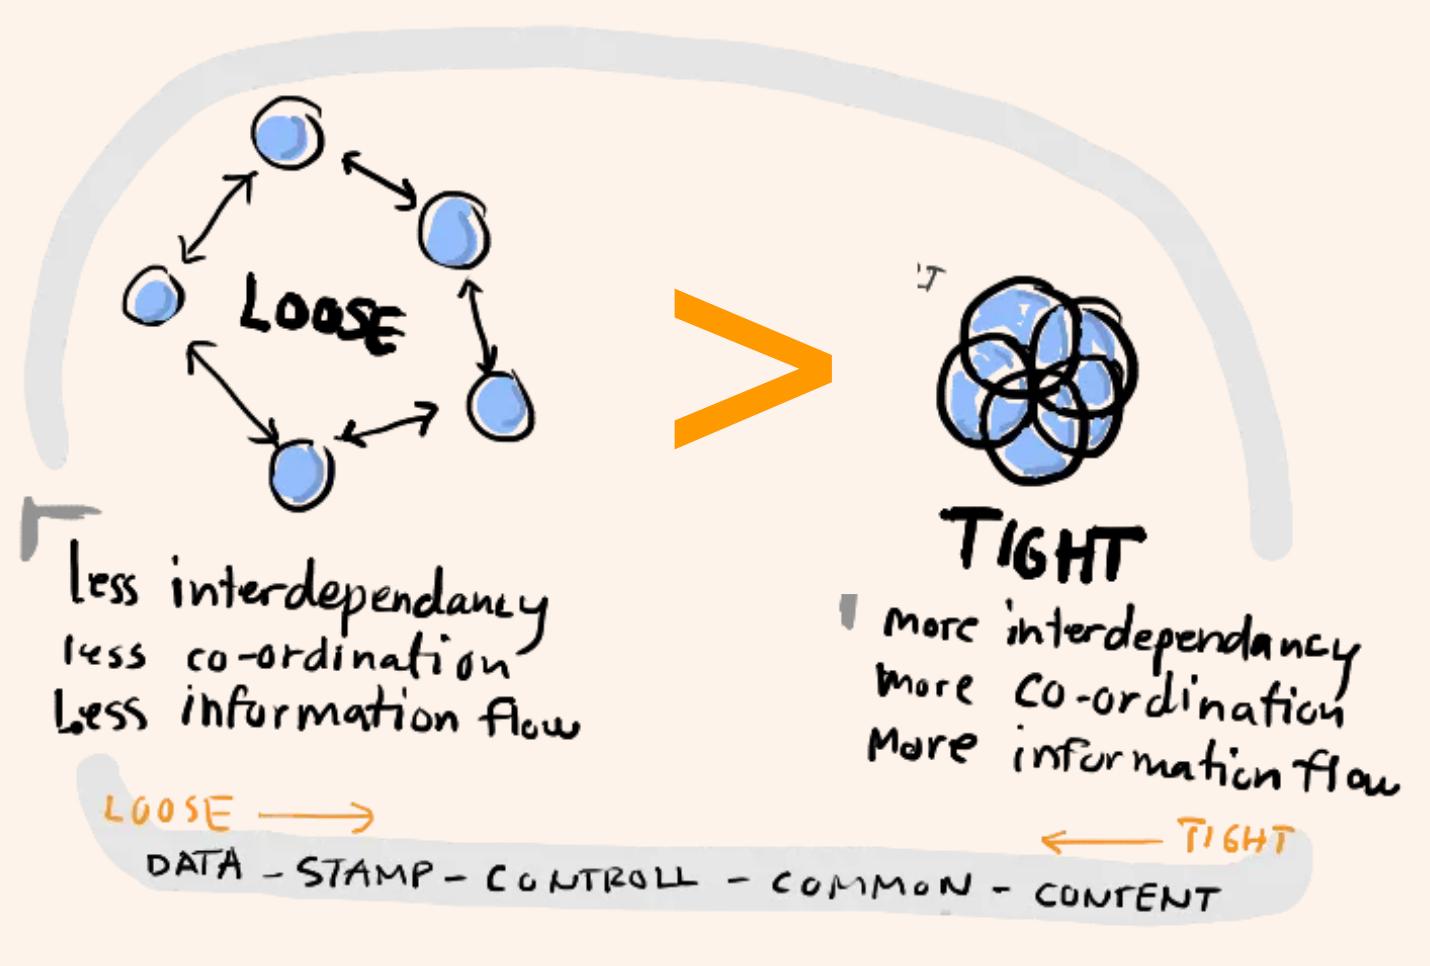 LOOSE
>
TIGHT
less interdependancy
less co-ordination
Less information flow
more interdependancy
more co-ordination
More information flow
LOOSE
TIGHT
DATA - STAMP - CONTROLL - COMMON - CONTENT